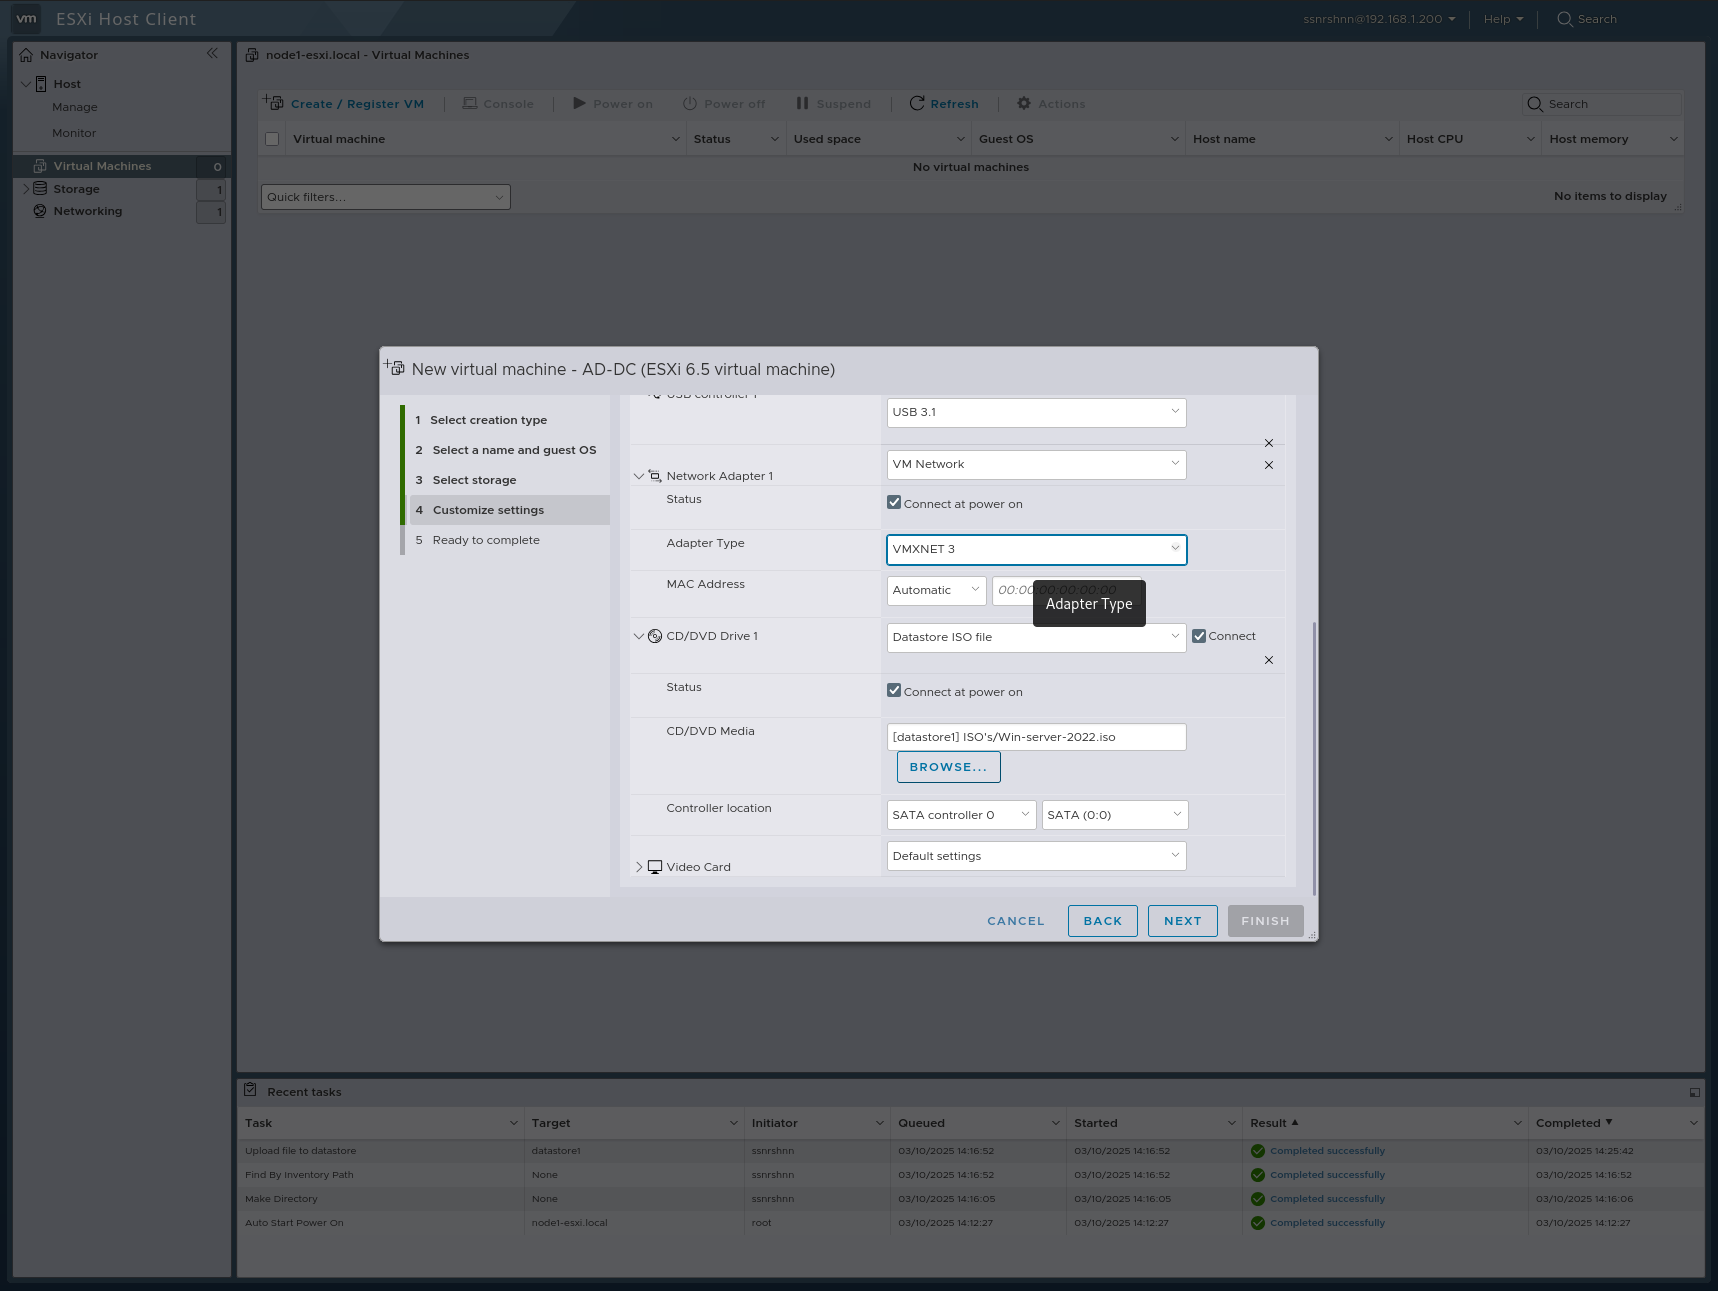 vm ESXi Host Client
ssnrshnn@192.168.1.200 Help Search
Navigator
Host
Manage
Monitor
Virtual Machines 0
Storage 1
Networking 1
node1-esxi.local - Virtual Machines
Create / Register VM Console Power on Power off Suspend Refresh Actions Search
Virtual machine Status Used space Guest OS Host name Host CPU Host memory
No virtual machines
Quick filters... No items to display
New virtual machine - AD-DC (ESXi 6.5 virtual machine)
1 Select creation type
2 Select a name and guest OS
3 Select storage
4 Customize settings
5 Ready to complete
USB controller 1 USB 3.1
Network Adapter 1 VM Network
Status Connect at power on
Adapter Type VMXNET 3
MAC Address Automatic 00:00:00:00:00:00
Adapter Type
CD/DVD Drive 1 Datastore ISO file Connect
Status Connect at power on
CD/DVD Media [datastore1] ISO's/Win-server-2022.iso
BROWSE...
Controller location SATA controller 0 SATA (0:0)
Video Card Default settings
CANCEL BACK NEXT FINISH
Recent tasks
Task Target Initiator Queued Started Result Completed
Upload file to datastore datastore1 ssnrshnn 03/10/2025 14:16:52 03/10/2025 14:16:52 Completed successfully 03/10/2025 14:25:42
Find By Inventory Path None ssnrshnn 03/10/2025 14:16:52 03/10/2025 14:16:52 Completed successfully 03/10/2025 14:16:52
Make Directory None ssnrshnn 03/10/2025 14:16:05 03/10/2025 14:16:05 Completed successfully 03/10/2025 14:16:06
Auto Start Power On node1-esxi.local root 03/10/2025 14:12:27 03/10/2025 14:12:27 Completed successfully 03/10/2025 14:12:27